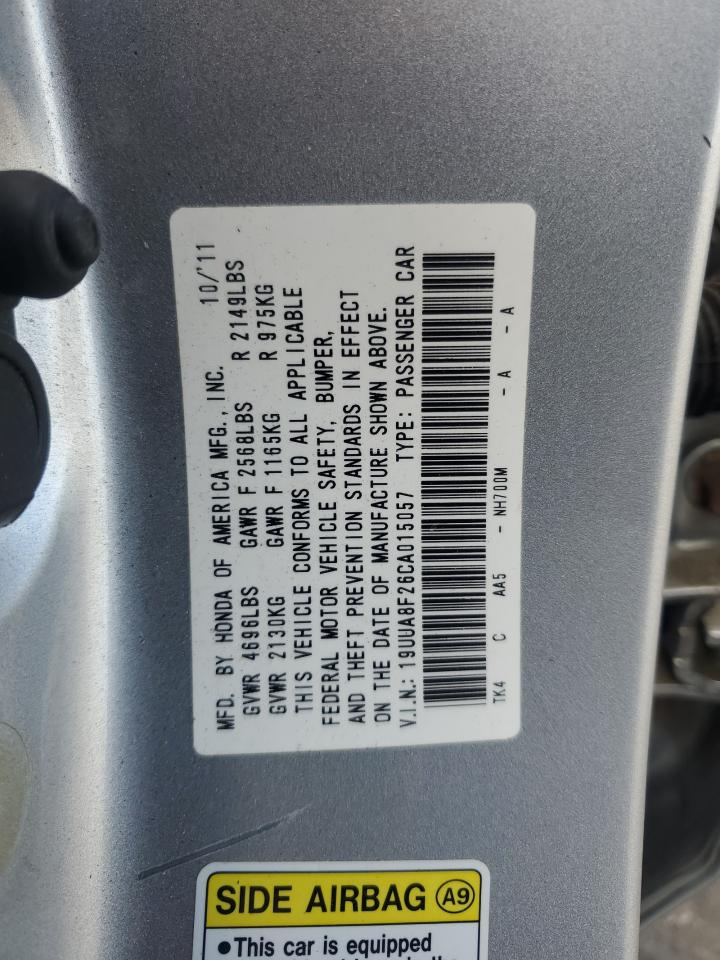 MFD. BY HONDA OF AMERICA MFG., INC. 10/'11
GVWR 4696LBS GAWR F 2568LBS R 2149LBS
GVWR 2130KG GAWR F 1165KG R 975KG
THIS VEHICLE CONFORMS TO ALL APPLICABLE
FEDERAL MOTOR VEHICLE SAFETY, BUMPER,
AND THEFT PREVENTION STANDARDS IN EFFECT
ON THE DATE OF MANUFACTURE SHOWN ABOVE.
V.I.N.: 19UUA8F26CA015057 TYPE: PASSENGER CAR
TK4 C AA5 - NH700M - A - A
SIDE AIRBAG A9
•This car is equipped